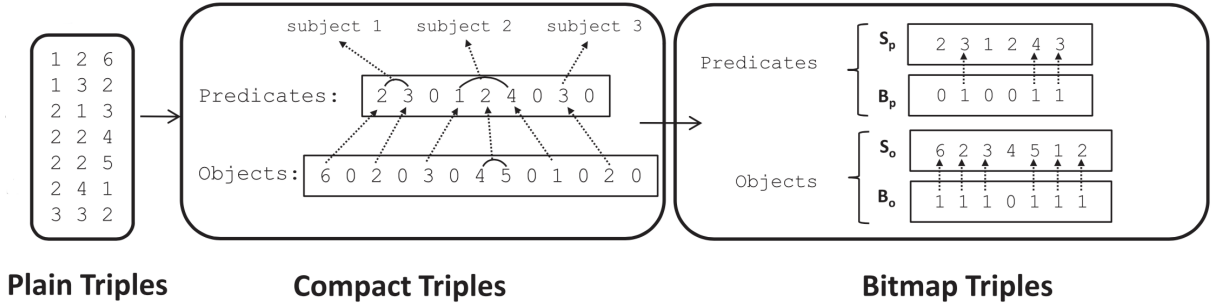 1 2 6
1 3 2
2 1 3
2 2 4
2 2 5
2 4 1
3 3 2
Plain Triples
subject 1 subject 2 subject 3
Predicates: 2 3 0 1 2 4 0 3 0
Objects: 6 0 2 0 3 0 4 5 0 1 0 2 0
Compact Triples
Predicates
Sp 2 3 1 2 4 3
Bp 0 1 0 0 1 1
Objects
So 6 2 3 4 5 1 2
Bo 1 1 1 0 1 1 1
Bitmap Triples